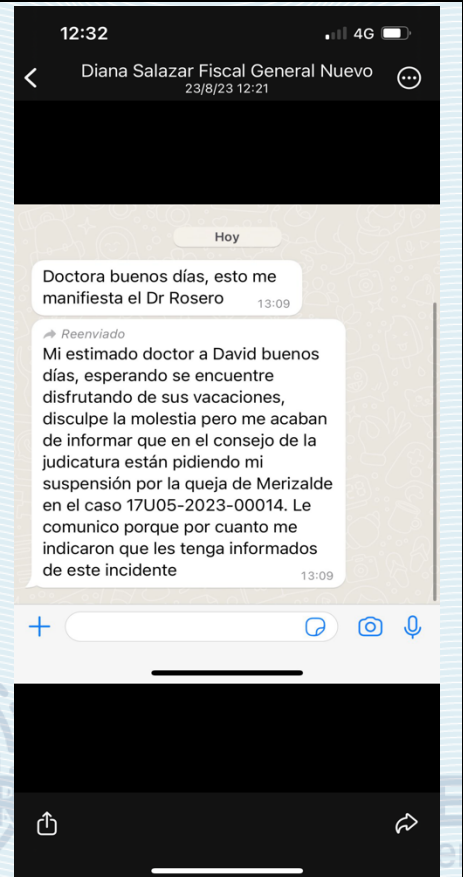 12:32
4G
Diana Salazar Fiscal General Nuevo
23/8/23 12:21
Hoy
Doctora buenos días, esto me
manifiesta el Dr Rosero
13:09
Reenviado
Mi estimado doctor a David buenos
días, esperando se encuentre
disfrutando de sus vacaciones,
disculpe la molestia pero me acaban
de informar que en el consejo de la
judicatura están pidiendo mi
suspensión por la queja de Merizalde
en el caso 17U05-2023-00014. Le
comunico porque por cuanto me
indicaron que les tenga informados
de este incidente
13:09